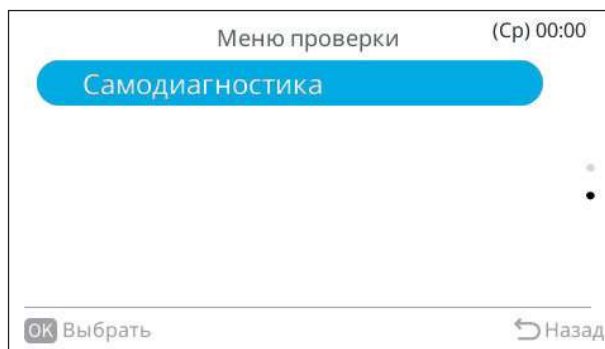 Меню проверки
(Ср) 00:00
Самодиагностика
OK Выбрать
Назад